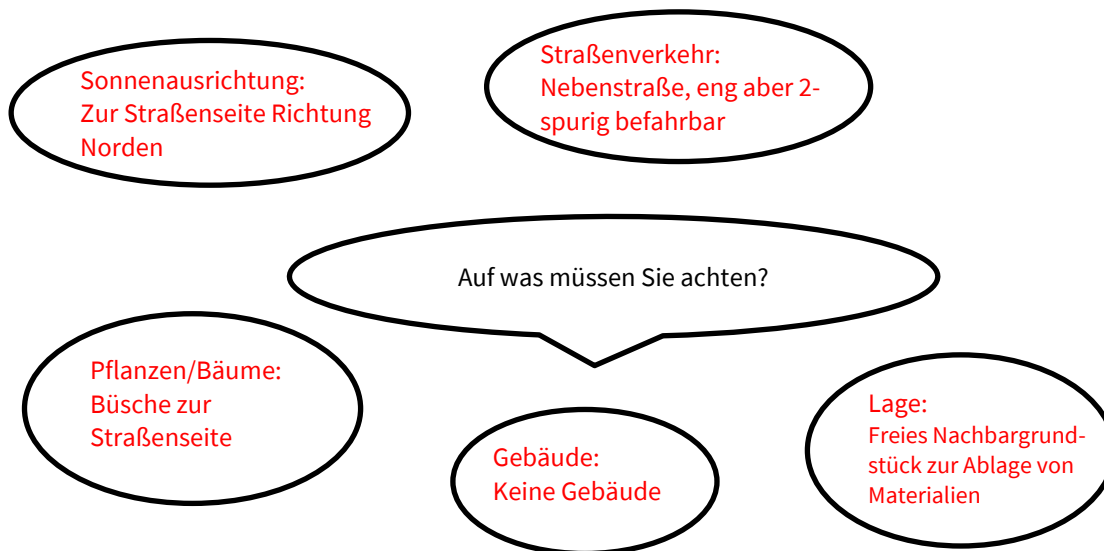 Sonnenausrichtung:
Zur Straßenseite Richtung
Norden
Straßenverkehr:
Nebenstraße, eng aber 2-
spurig befahrbar
Auf was müssen Sie achten?
Pflanzen/Bäume:
Büsche zur
Straßenseite
Gebäude:
Keine Gebäude
Lage:
Freies Nachbargrund-
stück zur Ablage von
Materialien